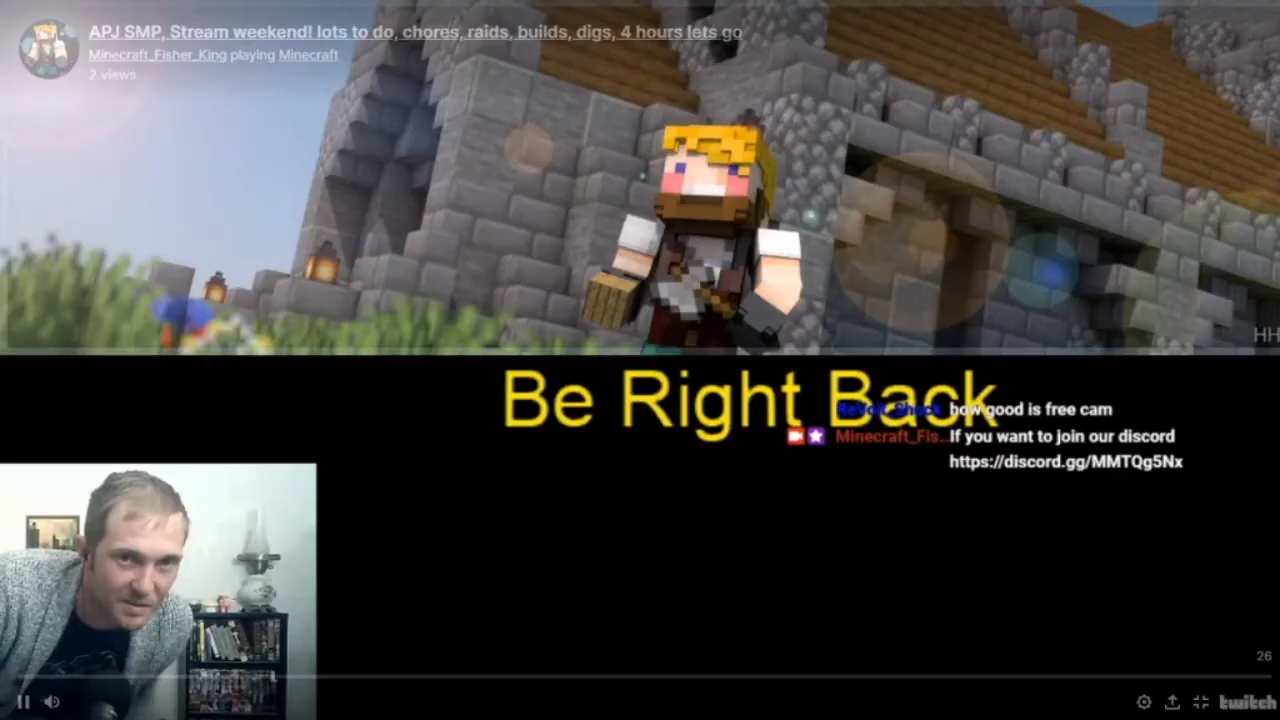 APJ SMP, Stream weekend! lots to do, chores, raids, builds, digs, 4 hours lets go
Minecraft_Fisher_King playing Minecraft
2 views
HH
Be Right Back
how good is free cam
Minecraft_Fis... If you want to join our discord
https://discord.gg/MMTQg5Nx
26
twitch